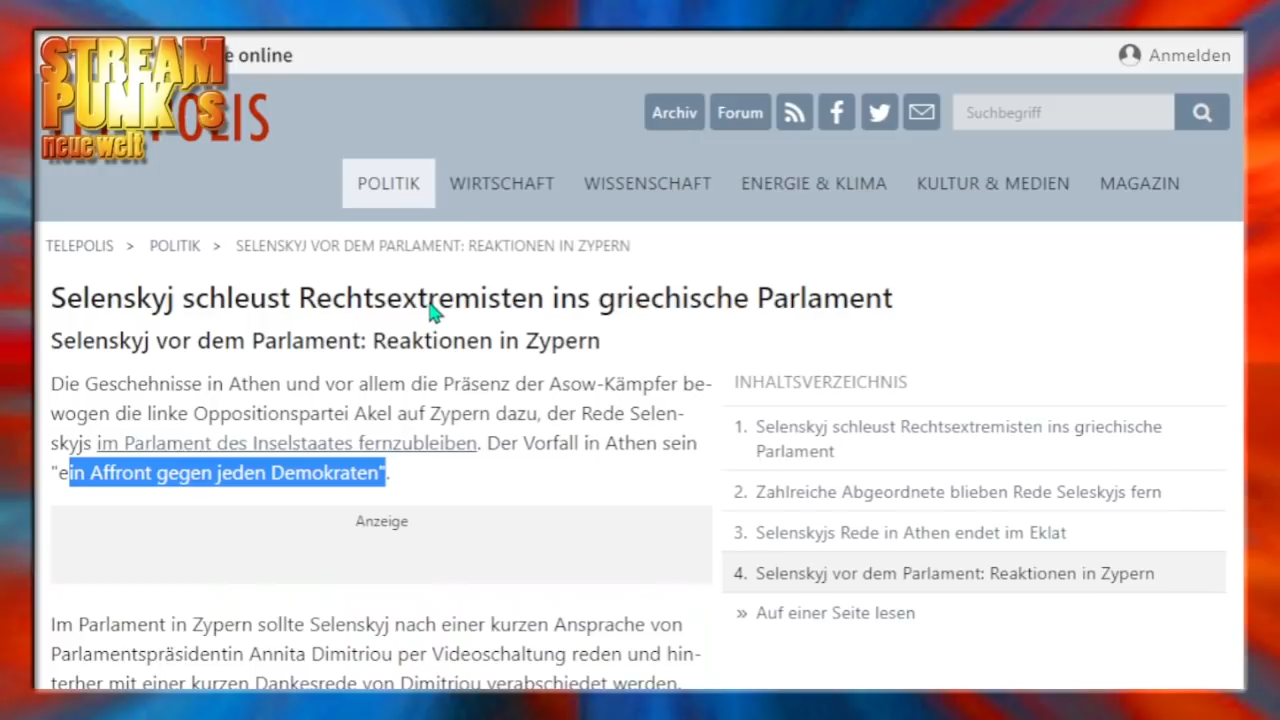 STREAM
PUNK'S
neue welt
e online
OLIS
Anmelden
Archiv
Forum
Suchbegriff
POLITIK
WIRTSCHAFT
WISSENSCHAFT
ENERGIE & KLIMA
KULTUR & MEDIEN
MAGAZIN
TELEPOLIS > POLITIK > SELENSKYJ VOR DEM PARLAMENT: REAKTIONEN IN ZYPERN
Selenskyj schleust Rechtsextremisten ins griechische Parlament
Selenskyj vor dem Parlament: Reaktionen in Zypern
Die Geschehnisse in Athen und vor allem die Präsenz der Asow-Kämpfer be-
wogen die linke Oppositionspartei Akel auf Zypern dazu, der Rede Selen-
skyjs im Parlament des Inselstaates fernzubleiben. Der Vorfall in Athen sein
"ein Affront gegen jeden Demokraten".
Anzeige
Im Parlament in Zypern sollte Selenskyj nach einer kurzen Ansprache von
Parlamentspräsidentin Annita Dimitriou per Videoschaltung reden und hin-
terher mit einer kurzen Dankesrede von Dimitriou verabschiedet werden.
INHALTSVERZEICHNIS
1. Selenskyj schleust Rechtsextremisten ins griechische
Parlament
2. Zahlreiche Abgeordnete blieben Rede Seleskyjs fern
3. Selenskyjs Rede in Athen endet im Eklat
4. Selenskyj vor dem Parlament: Reaktionen in Zypern
» Auf einer Seite lesen